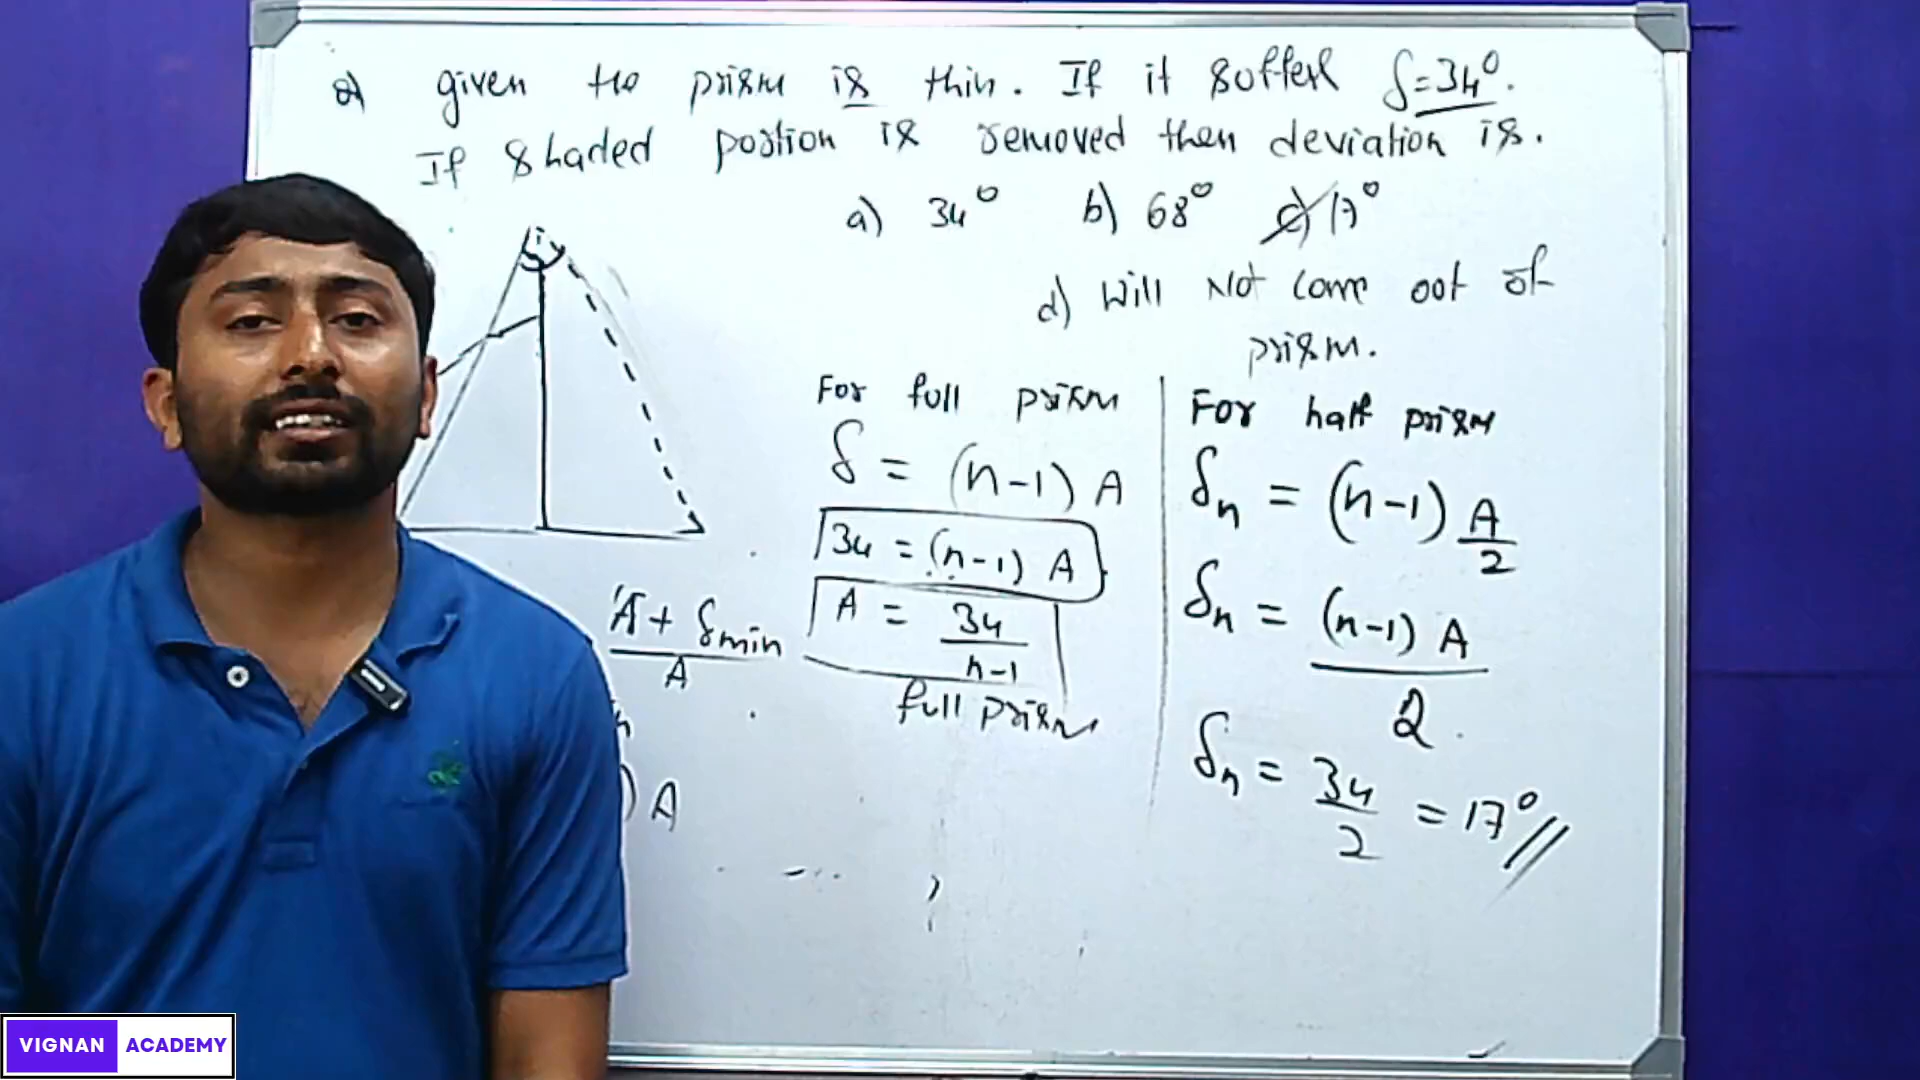 Q) given the prism is thin. If it suffer δ=34°.
If shaded portion is removed then deviation is.
a) 34° b) 68° c) 17°
d) Will Not come out of
prism.
For full prism
δ = (n-1) A
34 = (n-1) A
A = 34/n-1
full prism
For half prism
δn = (n-1) A/2
δn = (n-1) A/2
δn = 34/2 = 17°//
A + δmin/A
n
) A
VIGNAN ACADEMY